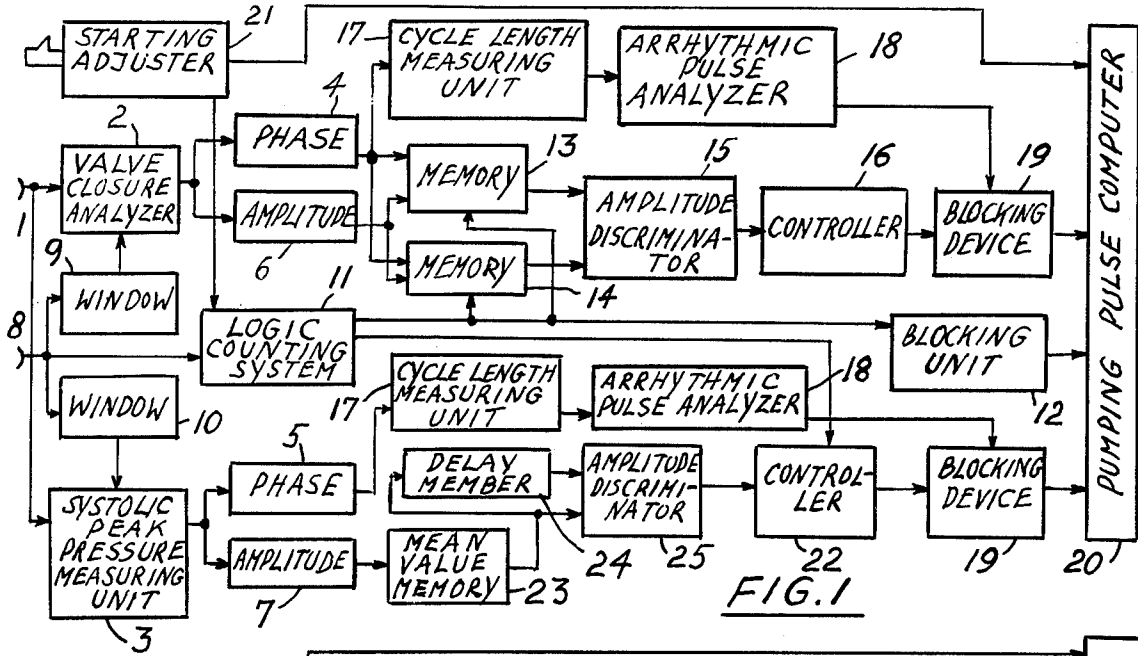 21
STARTING
ADJUSTER
17
CYCLE LENGTH
MEASURING
UNIT
ARRHYTHMIC
PULSE
ANALYZER
18
2
4
PHASE
VALVE
CLOSURE
ANALYZER
1
AMPLITUDE
6
MEMORY
13
15
AMPLITUDE
DISCRIMINA-
TOR
16
CONTROLLER
19
BLOCKING
DEVICE
9
WINDOW
MEMORY
14
8
11
LOGIC
COUNTING
SYSTEM
BLOCKING
UNIT
12
WINDOW
10
17
CYCLE LENGTH
MEASURING
UNIT
ARRHYTHMIC
PULSE ANALYZER
18
5
PHASE
DELAY
MEMBER
24
AMPLITUDE
DISCRIMI-
NATOR
25
CONTROL-
LER
22
BLOCKING
DEVICE
19
SYSTOLIC
PEAK
PRESSURE
MEASURING
UNIT
3
AMPLITUDE
7
MEAN
VALUE
MEMORY
23
PUMPING PULSE COMPUTER
20
FIG.1